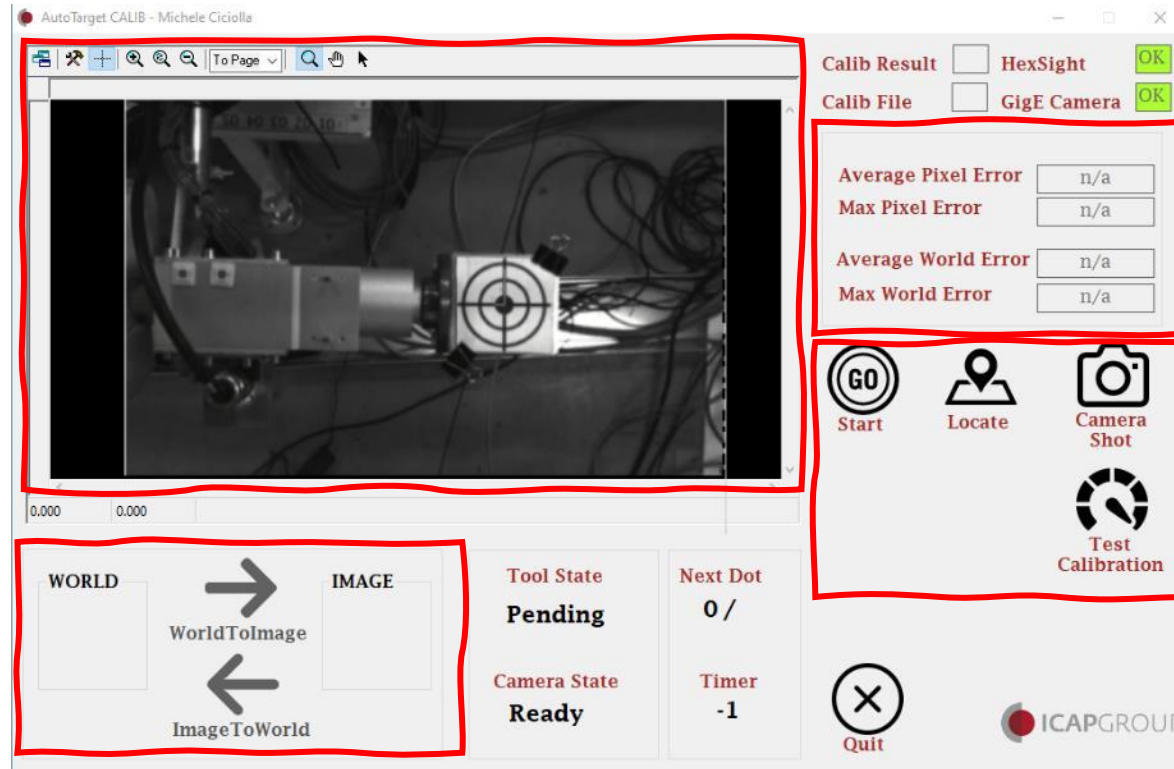 AutoTarget CALIB - Michele Ciciolla
To Page
Calib Result
HexSight
OK
Calib File
GigE Camera
OK
Average Pixel Error
n/a
Max Pixel Error
n/a
Average World Error
n/a
Max World Error
n/a
GO
Start
Locate
Camera
Shot
Test
Calibration
0.000
0.000
WORLD
IMAGE
WorldToImage
ImageToWorld
Tool State
Pending
Next Dot
0 /
Camera State
Ready
Timer
-1
Quit
ICAPGROUP